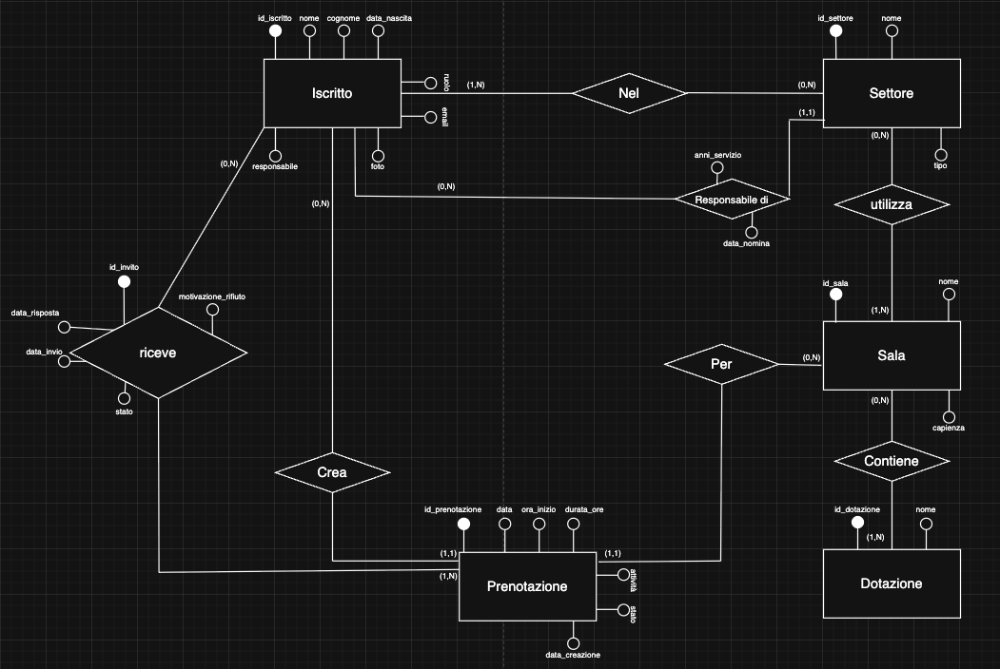 id_iscritto
nome
cognome
data_nascita
id_settore
nome
Iscritto
ruolo
(1,N)
Nel
(0,N)
Settore
email
(1,1)
(0,N)
responsabile
foto
(0,N)
anni_servizio
tipo
(0,N)
(0,N)
Responsabile di
utilizza
data_nomina
id_invito
id_sala
nome
motivazione_rifiuto
data_risposta
(1,N)
data_invio
riceve
Per
(0,N)
Sala
stato
(0,N)
capienza
Contiene
Crea
id_prenotazione
data
ora_inizio
durata_ore
id_dotazione
nome
(1,N)
(1,1)
(1,1)
(1,N)
attività
Prenotazione
Dotazione
stato
data_creazione